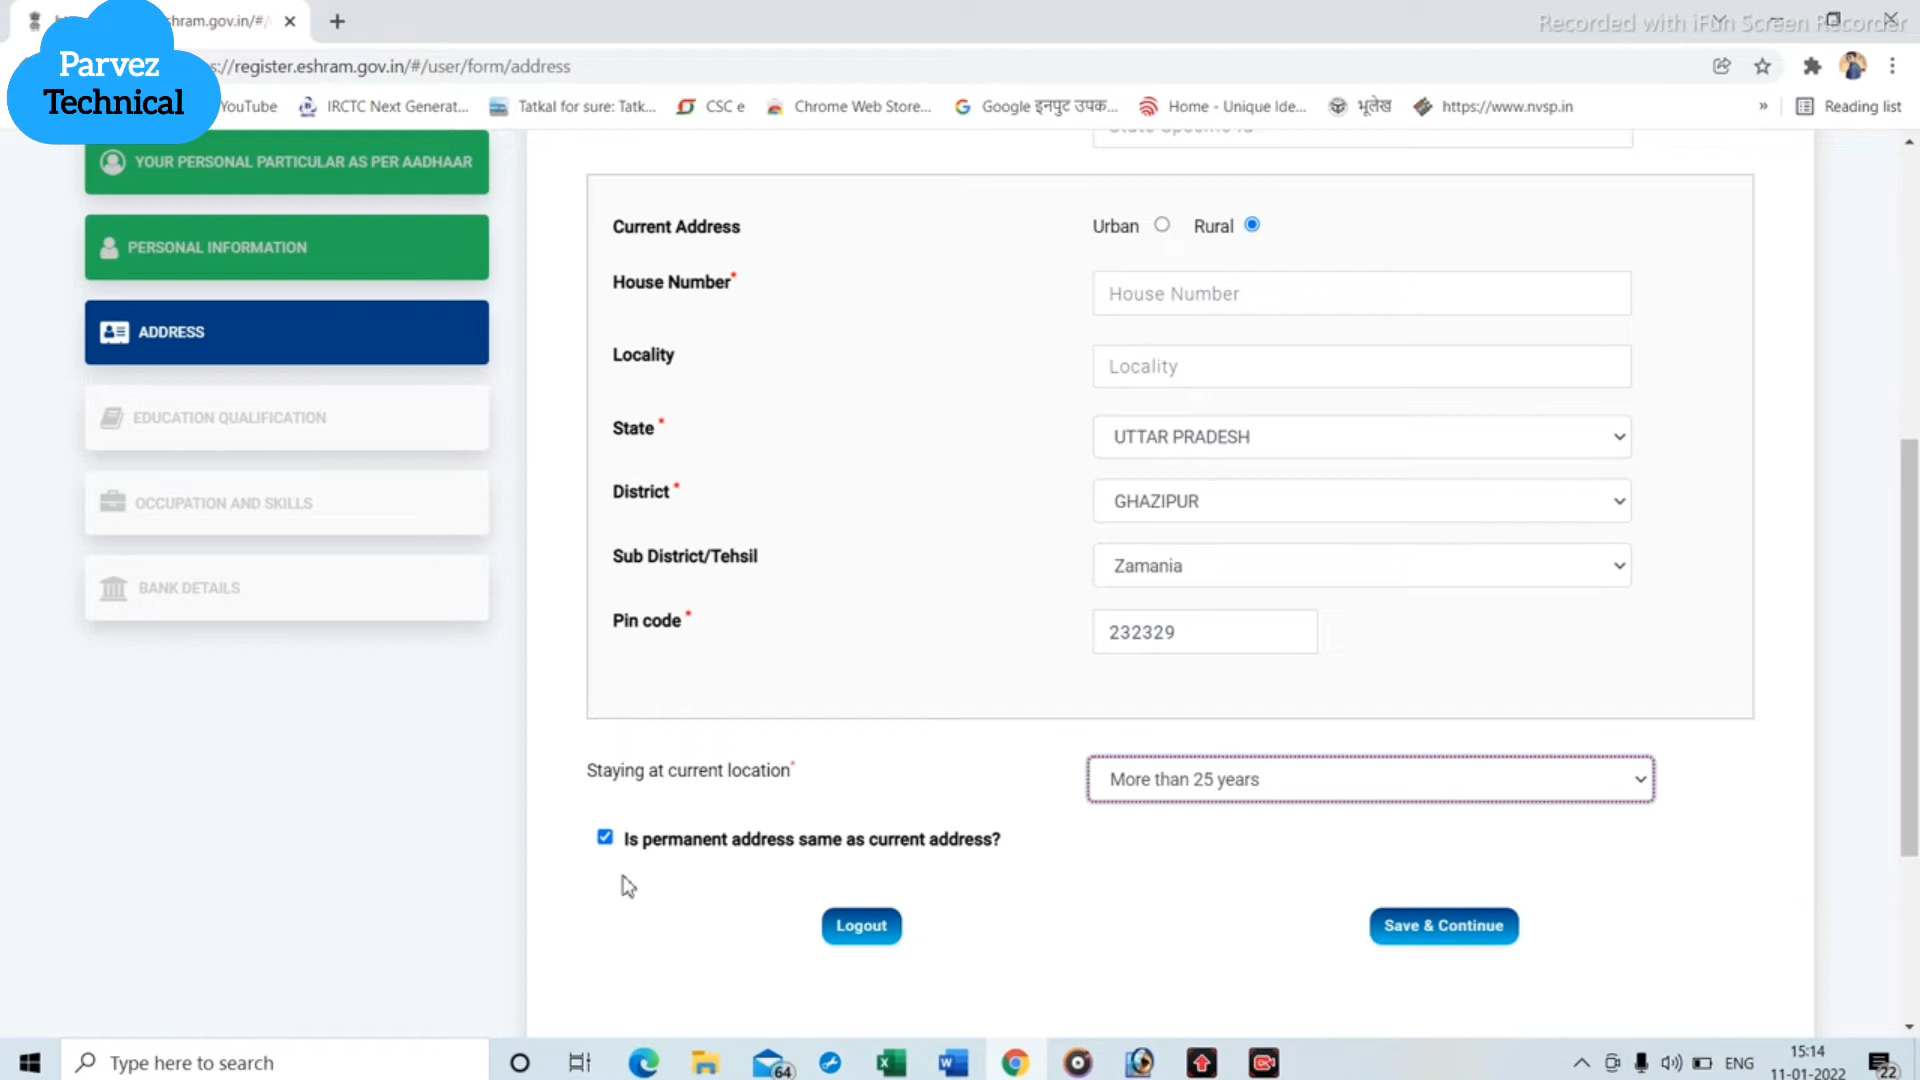 hram.gov.in/#/
Recorded with iFun Screen Recorder
Parvez
Technical
s://register.eshram.gov.in/#/user/form/address
YouTube
IRCTC Next Generat...
Tatkal for sure: Tatk...
CSC e
Chrome Web Store...
Google इनपुट उपक...
Home - Unique Ide...
भूलेख
https://www.nvsp.in
»
Reading list
State Specific Id
YOUR PERSONAL PARTICULAR AS PER AADHAAR
PERSONAL INFORMATION
ADDRESS
EDUCATION QUALIFICATION
OCCUPATION AND SKILLS
BANK DETAILS
Current Address
Urban
Rural
House Number*
House Number
Locality
Locality
State *
UTTAR PRADESH
District *
GHAZIPUR
Sub District/Tehsil
Zamania
Pin code *
232329
Staying at current location*
More than 25 years
Is permanent address same as current address?
Logout
Save & Continue
Type here to search
64
ENG
15:14
11-01-2022
22